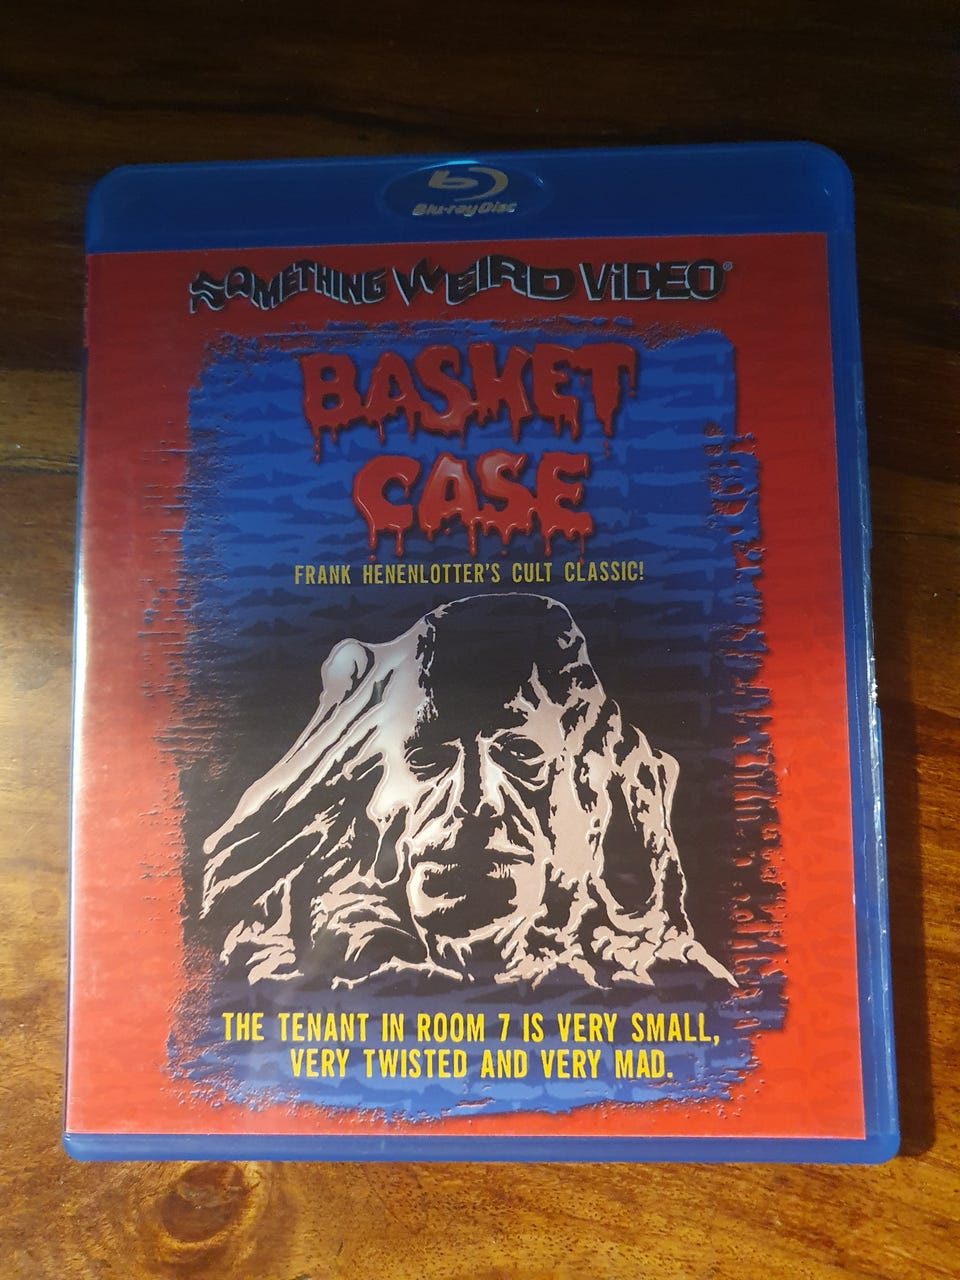 Blu-ray Disc
SOMETHING WEIRD VIDEO®
BASKET
CASE
FRANK HENENLOTTER'S CULT CLASSIC!
THE TENANT IN ROOM 7 IS VERY SMALL,
VERY TWISTED AND VERY MAD.